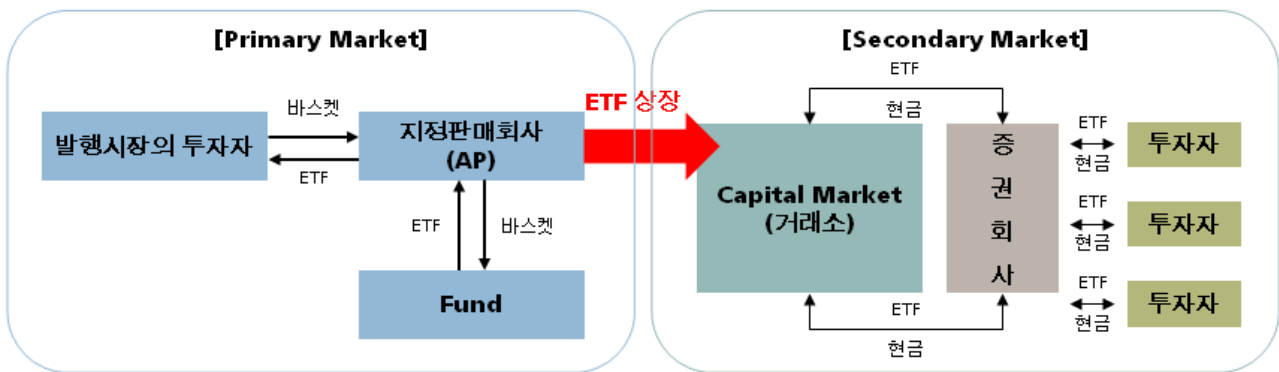 [Primary Market]
바스켓
발행시장의 투자자
ETF
지정판매회사
(AP)
ETF
바스켓
Fund
ETF 상장
[Secondary Market]
ETF
현금
Capital Market
(거래소)
증
권
회
사
ETF
현금
ETF
현금
투자자
ETF
현금
투자자
ETF
현금
투자자